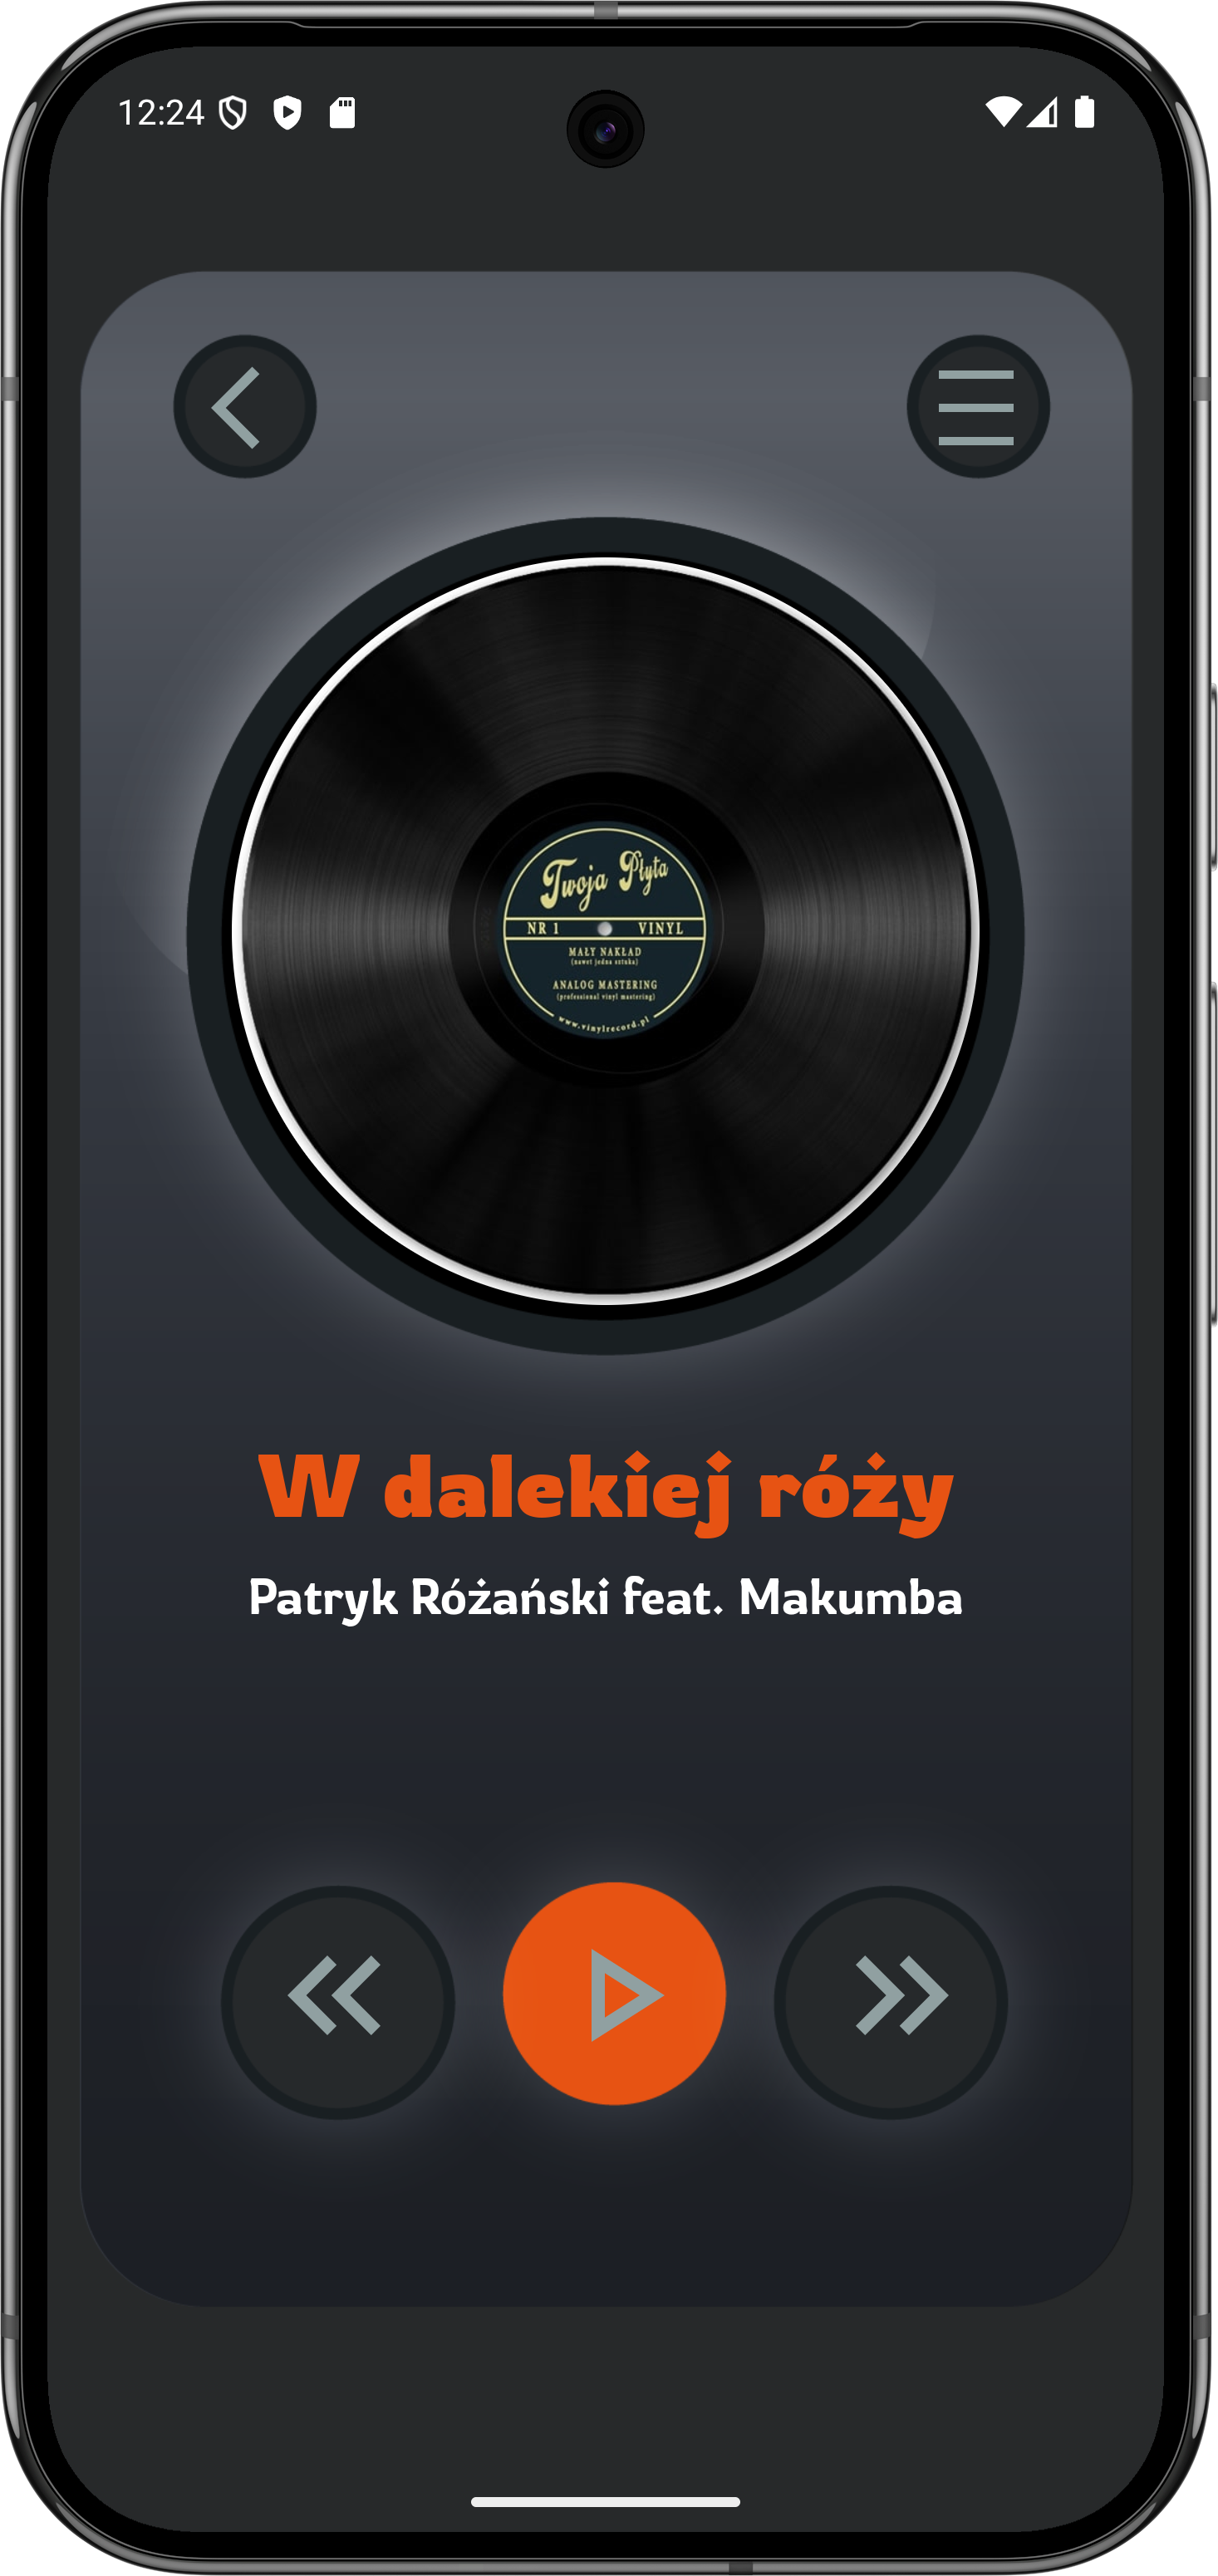 12:24
Twoja Płyta
NR 1 VINYL
MAŁY NAKŁAD
(nawet jedna sztuka)
ANALOG MASTERING
(professional vinyl mastering)
www.vinylrecord.pl
W dalekiej róży
Patryk Różański feat. Makumba